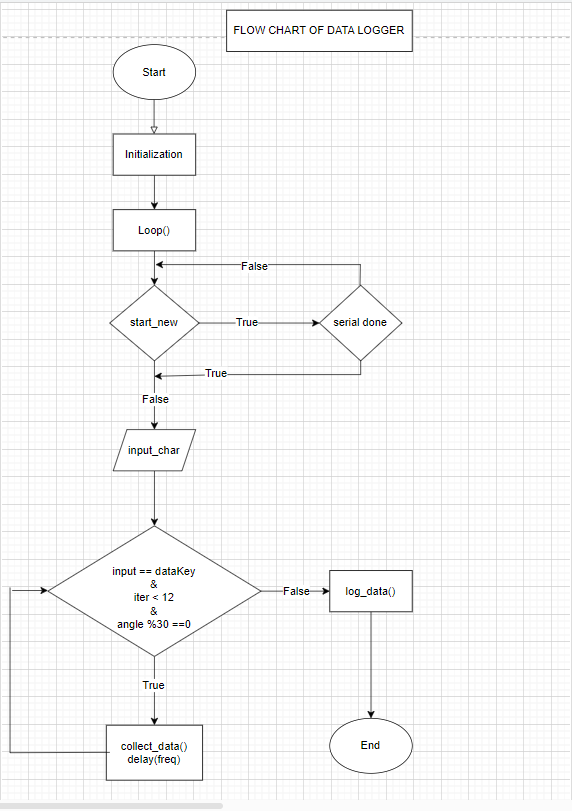 FLOW CHART OF DATA LOGGER
Start
Initialization
Loop()
False
start_new
True
serial done
True
False
input_char
input == dataKey
&
iter < 12
&
angle %30 ==0
False
log_data()
True
collect_data()
delay(freq)
End